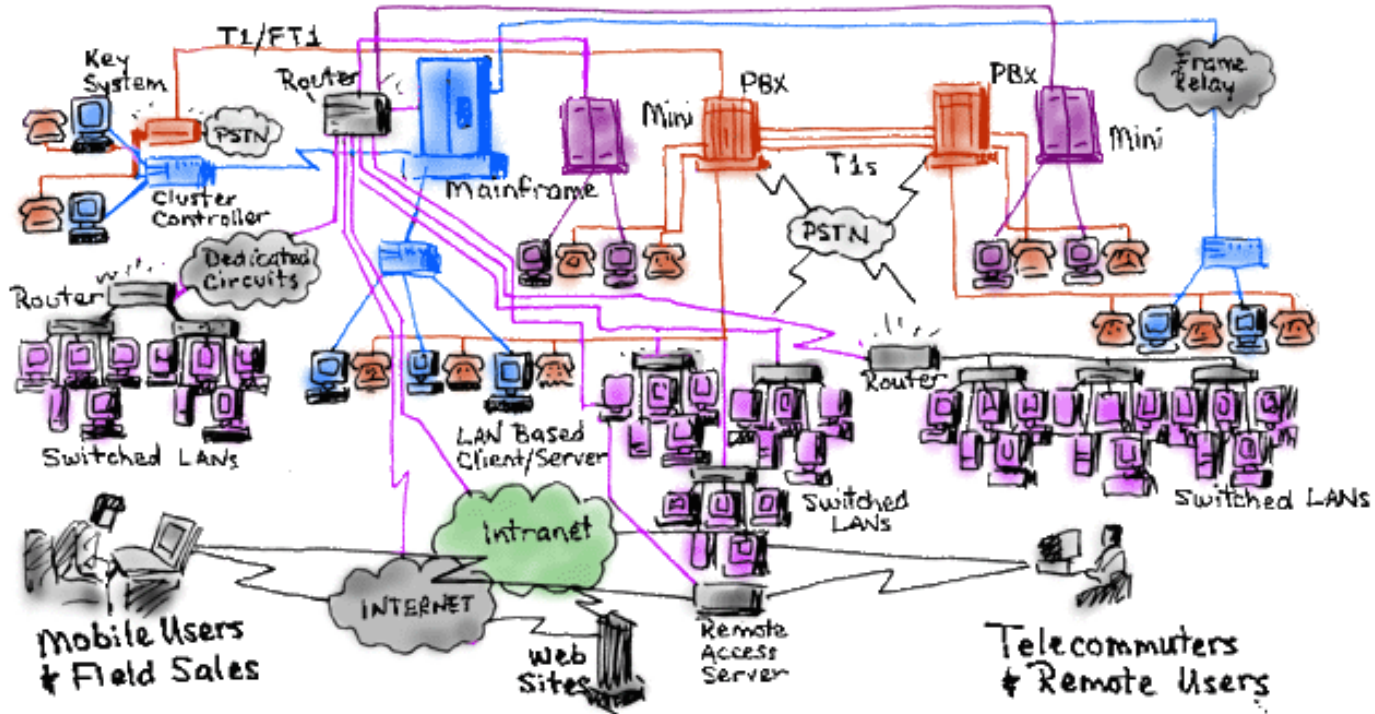 T1/FT1
Key
System
Router
PBX
PBX
Frame
Relay
PSTN
Mini
Mini
T1s
Mainframe
Cluster
Controller
PSTN
Dedicated
Circuits
Router
Router
LAN Based
Client/Server
Switched LANs
Switched
LANs
Switched LANs
Intranet
INTERNET
Mobile Users
& Field Sales
Web
Sites
Remote
Access
Server
Telecommuters
& Remote Users